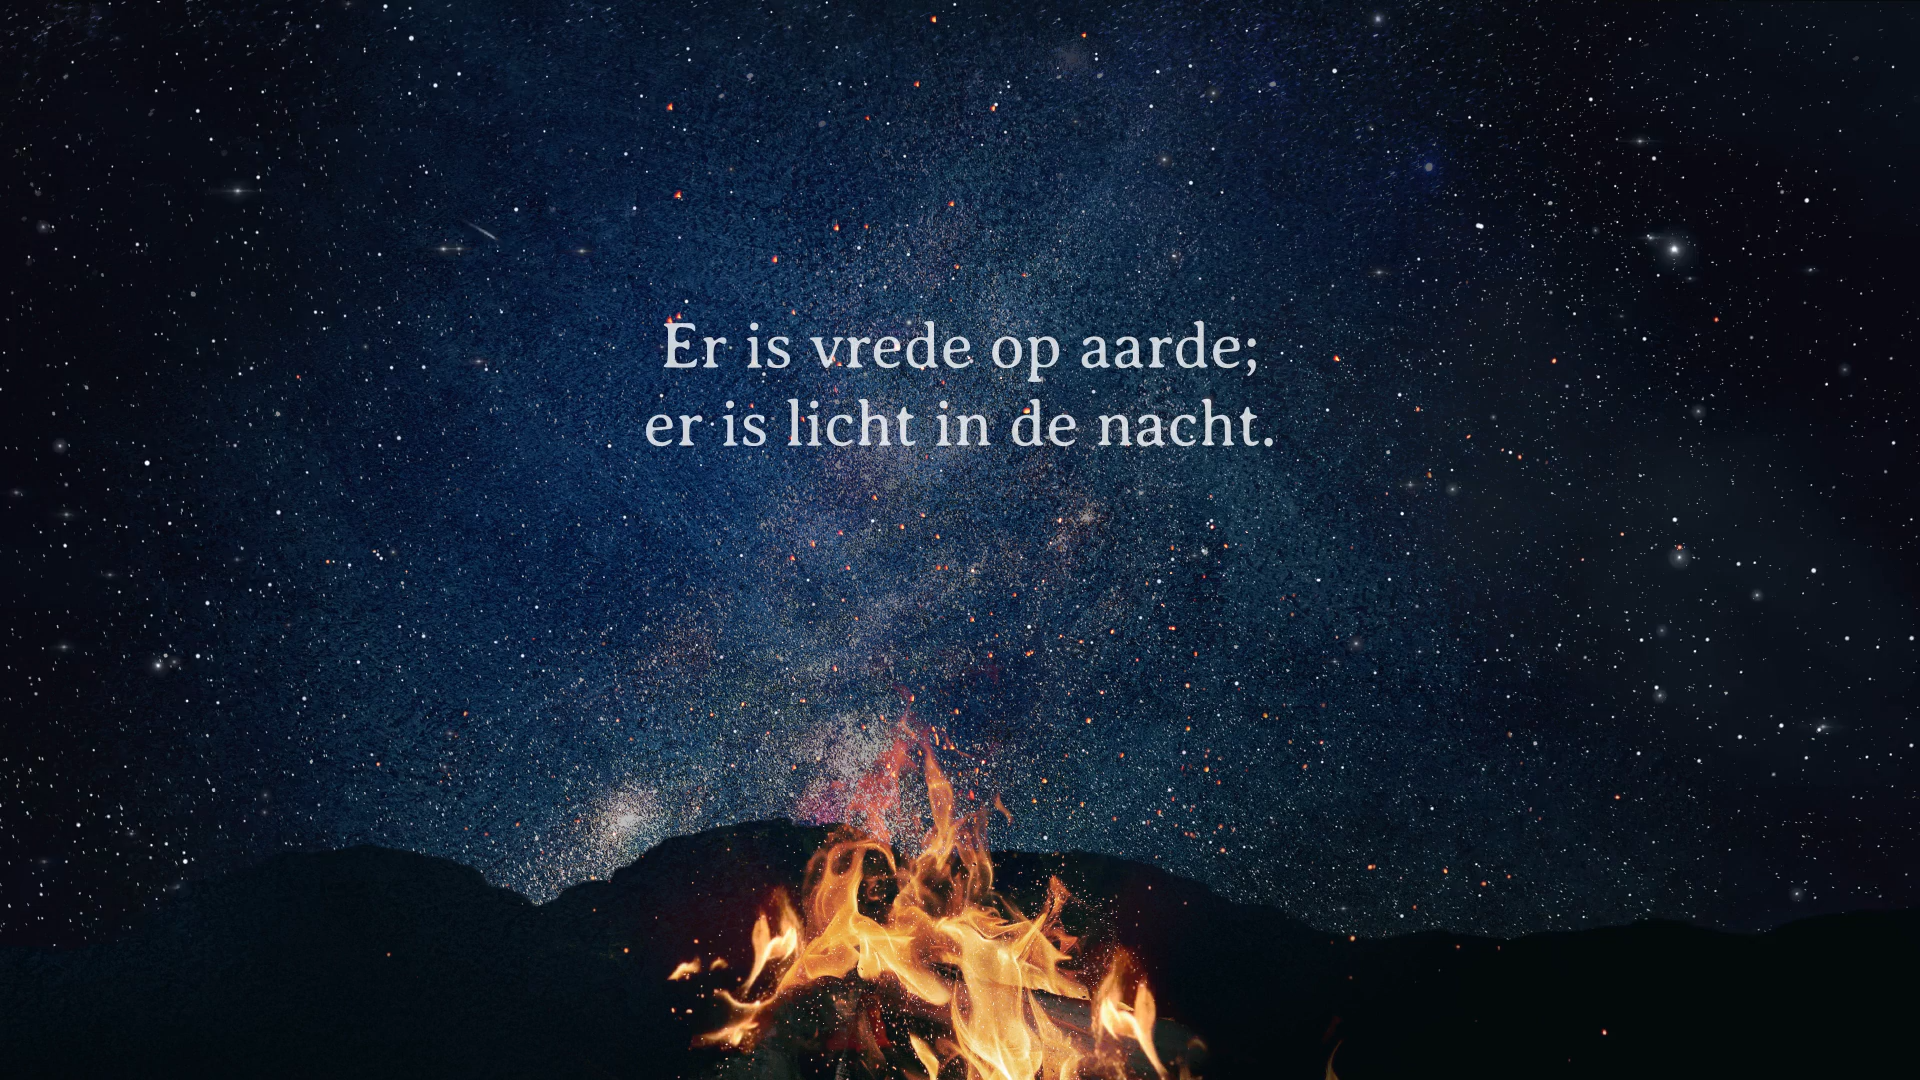 Er is vrede op aarde;
er is licht in de nacht.